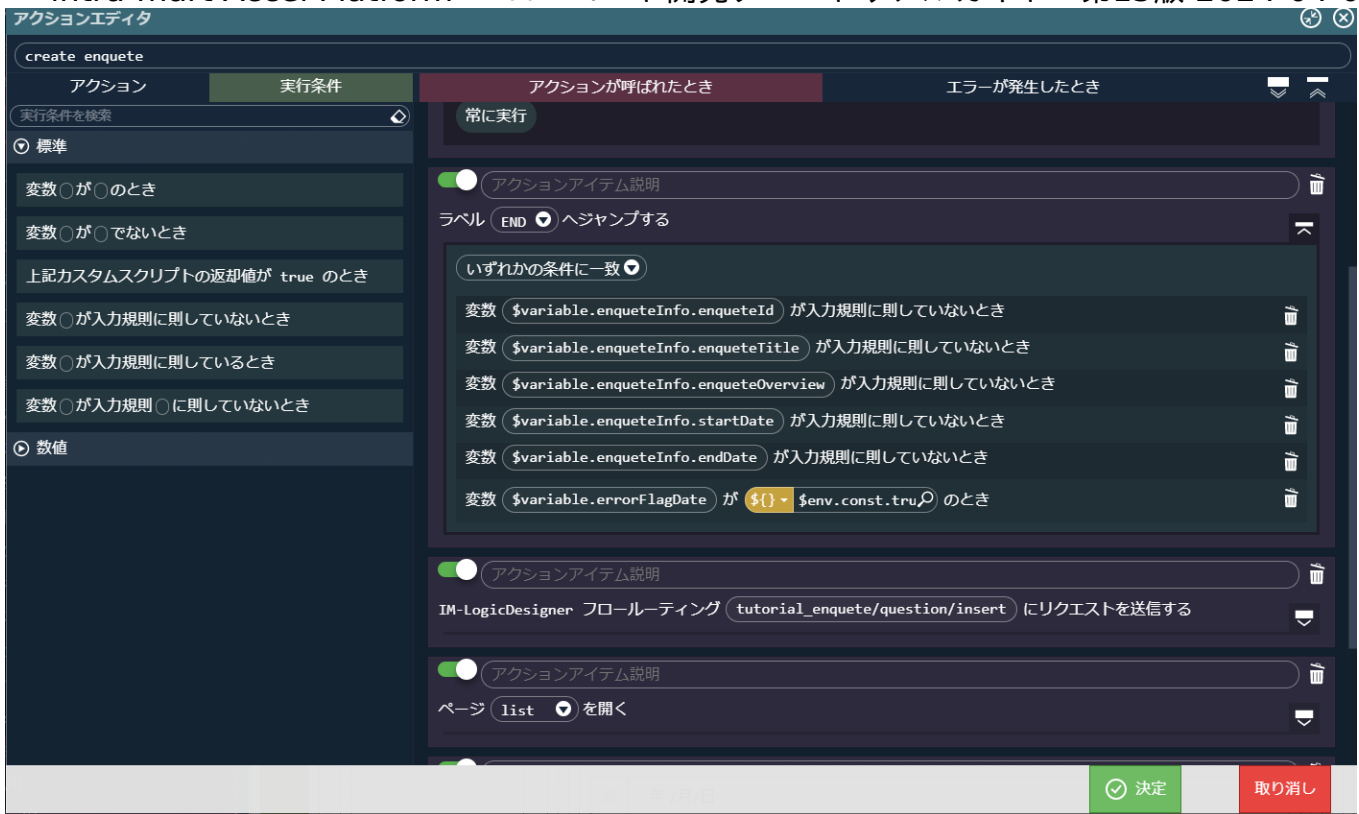 アクションエディタ
create enquete
アクション
実行条件
アクションが呼ばれたとき
エラーが発生したとき
実行条件を検索
標準
変数○が○のとき
変数○が○でないとき
上記カスタムスクリプトの返却値が true のとき
変数○が入力規則に則していないとき
変数○が入力規則に則しているとき
変数○が入力規則○に則していないとき
数値
常に実行
アクションアイテム説明
ラベル END へジャンプする
いずれかの条件に一致
変数 $variable.enqueteInfo.enqueteId が入力規則に則していないとき
変数 $variable.enqueteInfo.enqueteTitle が入力規則に則していないとき
変数 $variable.enqueteInfo.enqueteOverview が入力規則に則していないとき
変数 $variable.enqueteInfo.startDate が入力規則に則していないとき
変数 $variable.enqueteInfo.endDate が入力規則に則していないとき
変数 $variable.errorFlagDate が ${} $env.const.tru のとき
アクションアイテム説明
IM-LogicDesigner フロールーティング tutorial_enquete/question/insert にリクエストを送信する
アクションアイテム説明
ページ list を開く
決定
取り消し